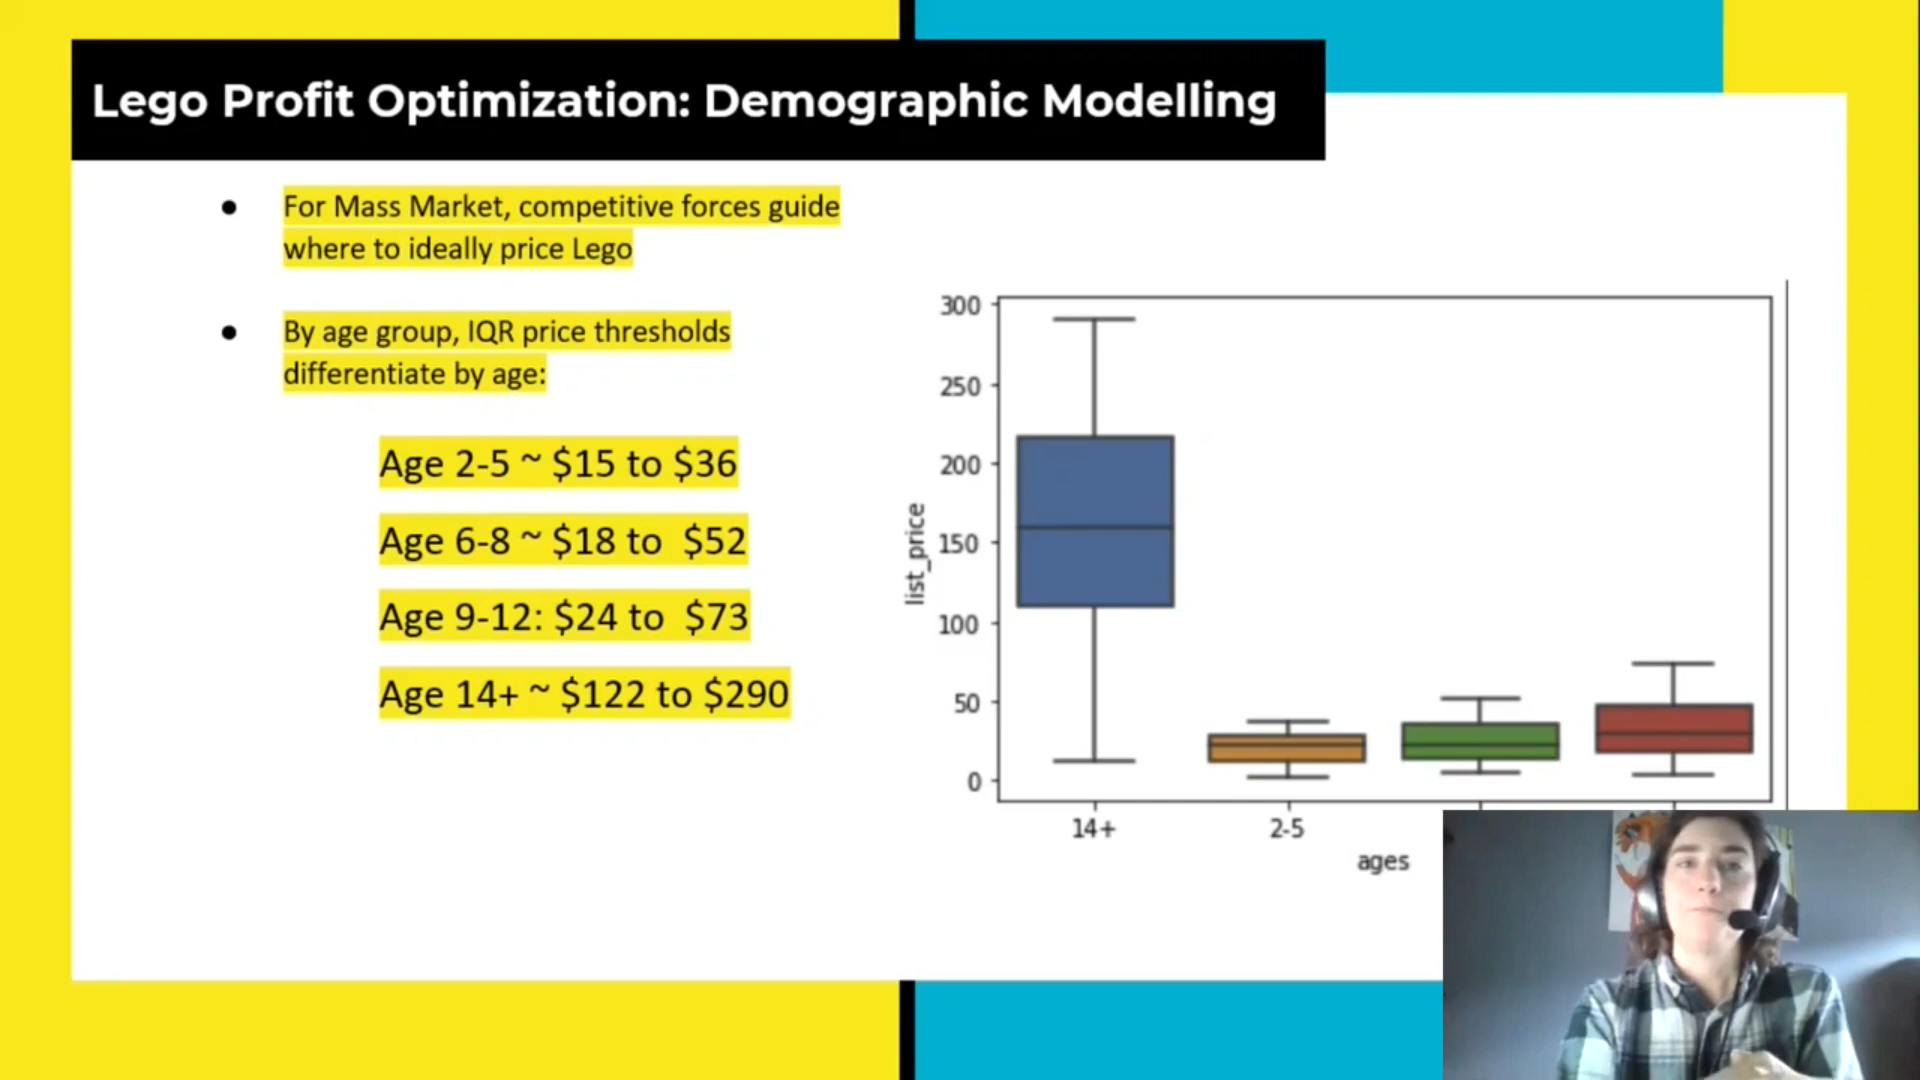 Lego Profit Optimization: Demographic Modelling
● For Mass Market, competitive forces guide
where to ideally price Lego
● By age group, IQR price thresholds
differentiate by age:
Age 2-5 ~ $15 to $36
Age 6-8 ~ $18 to  $52
Age 9-12: $24 to  $73
Age 14+ ~ $122 to $290
300
250
200
150
100
50
0
list_price
14+
2-5
ages